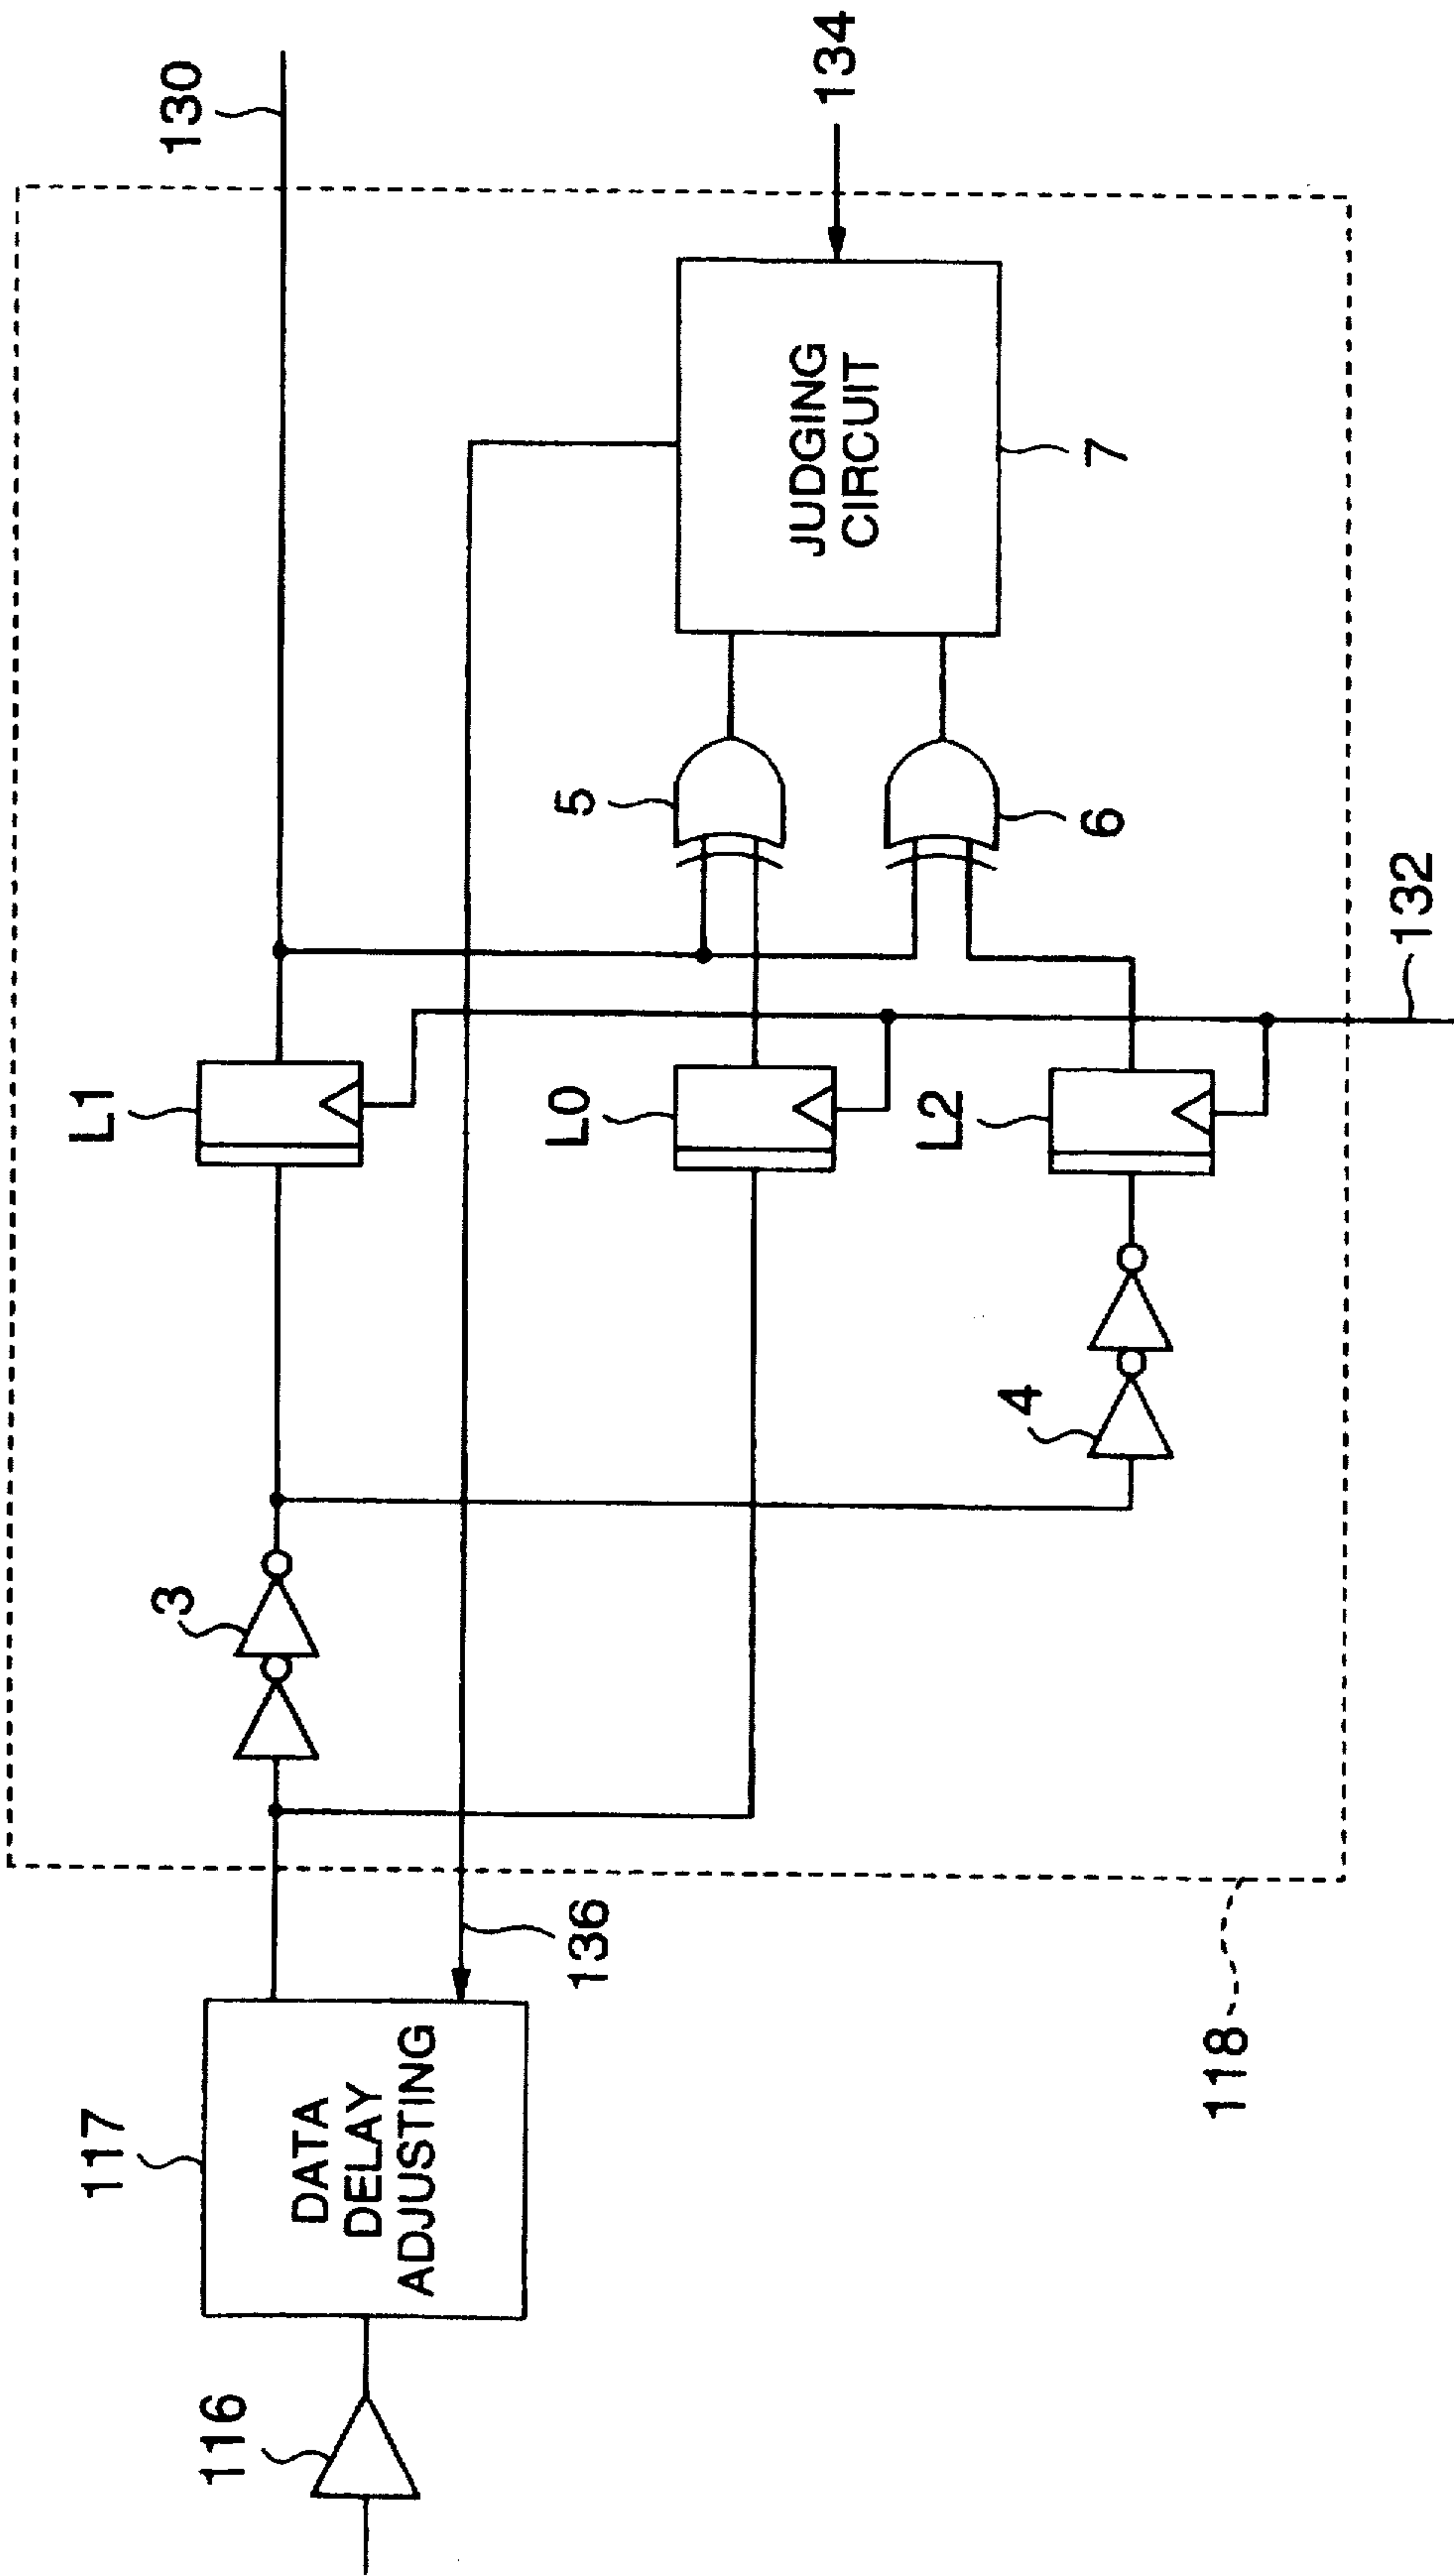 116
117
DATA
DELAY
ADJUSTING
136
118
3
4
L1
L0
L2
132
5
6
JUDGING
CIRCUIT
7
130
134